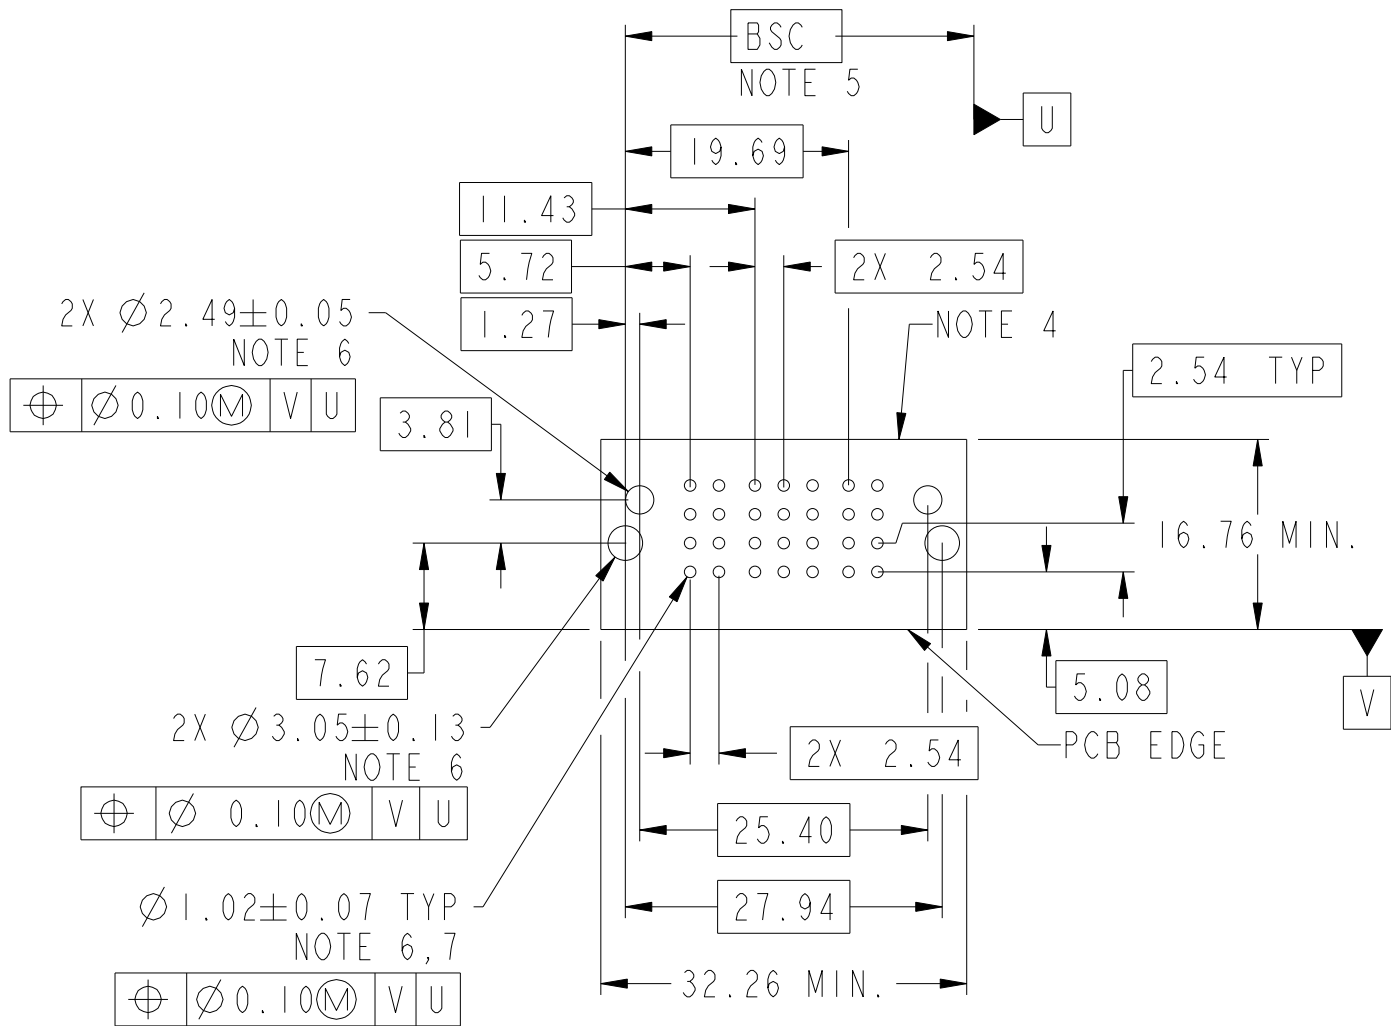 BSC
NOTE 5
U
19.69
11.43
5.72
2X 2.54
1.27
2X ∅2.49±0.05
NOTE 6
⌖ ∅0.10Ⓜ V U
NOTE 4
2.54 TYP
3.81
16.76 MIN.
7.62
5.08
V
2X ∅3.05±0.13
NOTE 6
⌖ ∅ 0.10Ⓜ V U
2X 2.54
PCB EDGE
25.40
∅1.02±0.07 TYP
NOTE 6,7
⌖ ∅0.10Ⓜ V U
27.94
32.26 MIN.